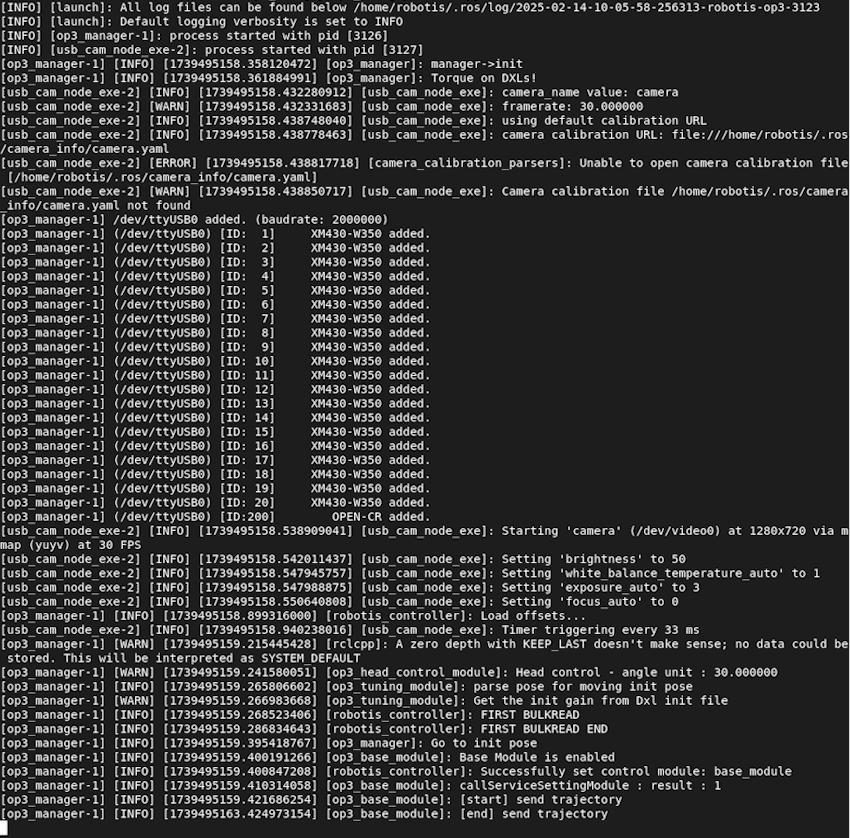 [INFO] [launch]: All log files can be found below /home/robotis/.ros/log/2025-02-14-10-05-58-256313-robotis-op3-3123
[INFO] [launch]: Default logging verbosity is set to INFO
[INFO] [op3_manager-1]: process started with pid [3126]
[INFO] [usb_cam_node_exe-2]: process started with pid [3127]
[op3_manager-1] [INFO] [1739495158.358120472] [op3_manager]: manager->init
[op3_manager-1] [INFO] [1739495158.361884991] [op3_manager]: Torque on DXLs!
[usb_cam_node_exe-2] [INFO] [1739495158.432280912] [usb_cam_node_exe]: camera_name value: camera
[usb_cam_node_exe-2] [WARN] [1739495158.432331683] [usb_cam_node_exe]: framerate: 30.000000
[usb_cam_node_exe-2] [INFO] [1739495158.438748040] [usb_cam_node_exe]: using default calibration URL
[usb_cam_node_exe-2] [INFO] [1739495158.438778463] [usb_cam_node_exe]: camera calibration URL: file:///home/robotis/.ros
/camera_info/camera.yaml
[usb_cam_node_exe-2] [ERROR] [1739495158.438817718] [camera_calibration_parsers]: Unable to open camera calibration file
[/home/robotis/.ros/camera_info/camera.yaml]
[usb_cam_node_exe-2] [WARN] [1739495158.438850717] [usb_cam_node_exe]: Camera calibration file /home/robotis/.ros/camera
_info/camera.yaml not found
[op3_manager-1] /dev/ttyUSB0 added. (baudrate: 2000000)
[op3_manager-1] (/dev/ttyUSB0) [ID:  1]     XM430-W350 added.
[op3_manager-1] (/dev/ttyUSB0) [ID:  2]     XM430-W350 added.
[op3_manager-1] (/dev/ttyUSB0) [ID:  3]     XM430-W350 added.
[op3_manager-1] (/dev/ttyUSB0) [ID:  4]     XM430-W350 added.
[op3_manager-1] (/dev/ttyUSB0) [ID:  5]     XM430-W350 added.
[op3_manager-1] (/dev/ttyUSB0) [ID:  6]     XM430-W350 added.
[op3_manager-1] (/dev/ttyUSB0) [ID:  7]     XM430-W350 added.
[op3_manager-1] (/dev/ttyUSB0) [ID:  8]     XM430-W350 added.
[op3_manager-1] (/dev/ttyUSB0) [ID:  9]     XM430-W350 added.
[op3_manager-1] (/dev/ttyUSB0) [ID: 10]     XM430-W350 added.
[op3_manager-1] (/dev/ttyUSB0) [ID: 11]     XM430-W350 added.
[op3_manager-1] (/dev/ttyUSB0) [ID: 12]     XM430-W350 added.
[op3_manager-1] (/dev/ttyUSB0) [ID: 13]     XM430-W350 added.
[op3_manager-1] (/dev/ttyUSB0) [ID: 14]     XM430-W350 added.
[op3_manager-1] (/dev/ttyUSB0) [ID: 15]     XM430-W350 added.
[op3_manager-1] (/dev/ttyUSB0) [ID: 16]     XM430-W350 added.
[op3_manager-1] (/dev/ttyUSB0) [ID: 17]     XM430-W350 added.
[op3_manager-1] (/dev/ttyUSB0) [ID: 18]     XM430-W350 added.
[op3_manager-1] (/dev/ttyUSB0) [ID: 19]     XM430-W350 added.
[op3_manager-1] (/dev/ttyUSB0) [ID: 20]     XM430-W350 added.
[op3_manager-1] (/dev/ttyUSB0) [ID:200]        OPEN-CR added.
[usb_cam_node_exe-2] [INFO] [1739495158.538909041] [usb_cam_node_exe]: Starting 'camera' (/dev/video0) at 1280x720 via m
map (yuyv) at 30 FPS
[usb_cam_node_exe-2] [INFO] [1739495158.542011437] [usb_cam_node_exe]: Setting 'brightness' to 50
[usb_cam_node_exe-2] [INFO] [1739495158.547945757] [usb_cam_node_exe]: Setting 'white_balance_temperature_auto' to 1
[usb_cam_node_exe-2] [INFO] [1739495158.547988875] [usb_cam_node_exe]: Setting 'exposure_auto' to 3
[usb_cam_node_exe-2] [INFO] [1739495158.550640808] [usb_cam_node_exe]: Setting 'focus_auto' to 0
[op3_manager-1] [INFO] [1739495158.899316000] [robotis_controller]: Load offsets...
[usb_cam_node_exe-2] [INFO] [1739495158.940238016] [usb_cam_node_exe]: Timer triggering every 33 ms
[op3_manager-1] [WARN] [1739495159.215445428] [rclcpp]: A zero depth with KEEP_LAST doesn't make sense; no data could be
stored. This will be interpreted as SYSTEM_DEFAULT
[op3_manager-1] [WARN] [1739495159.241580051] [op3_head_control_module]: Head control - angle unit : 30.000000
[op3_manager-1] [INFO] [1739495159.265806602] [op3_tuning_module]: parse pose for moving init pose
[op3_manager-1] [WARN] [1739495159.266983668] [op3_tuning_module]: Get the init gain from Dxl init file
[op3_manager-1] [INFO] [1739495159.268523406] [robotis_controller]: FIRST BULKREAD
[op3_manager-1] [INFO] [1739495159.286834643] [robotis_controller]: FIRST BULKREAD END
[op3_manager-1] [INFO] [1739495159.395418767] [op3_manager]: Go to init pose
[op3_manager-1] [INFO] [1739495159.400191266] [op3_base_module]: Base Module is enabled
[op3_manager-1] [INFO] [1739495159.400847208] [robotis_controller]: Successfully set control module: base_module
[op3_manager-1] [INFO] [1739495159.410314058] [op3_base_module]: callServiceSettingModule : result : 1
[op3_manager-1] [INFO] [1739495159.421686254] [op3_base_module]: [start] send trajectory
[op3_manager-1] [INFO] [1739495163.424973154] [op3_base_module]: [end] send trajectory